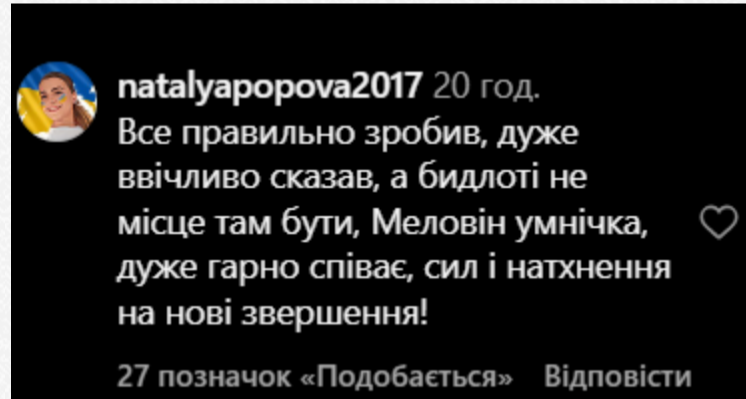 natalyapopova2017 20 год.
Все правильно зробив, дуже
ввічливо сказав, а бидлоті не
місце там бути, Меловін умнічка,
дуже гарно співає, сил і натхнення
на нові звершення!
27 позначок «Подобається» Відповісти